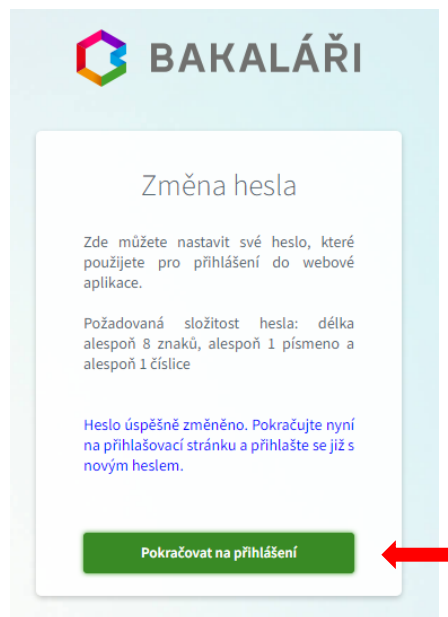 BAKALÁŘI
Změna hesla
Zde můžete nastavit své heslo, které
použijete pro přihlášení do webové
aplikace.
Požadovaná složitost hesla: délka
alespoň 8 znaků, alespoň 1 písmeno a
alespoň 1 číslice
Heslo úspěšně změněno. Pokračujte nyní
na přihlašovací stránku a přihlašte se již s
novým heslem.
Pokračovat na přihlášení